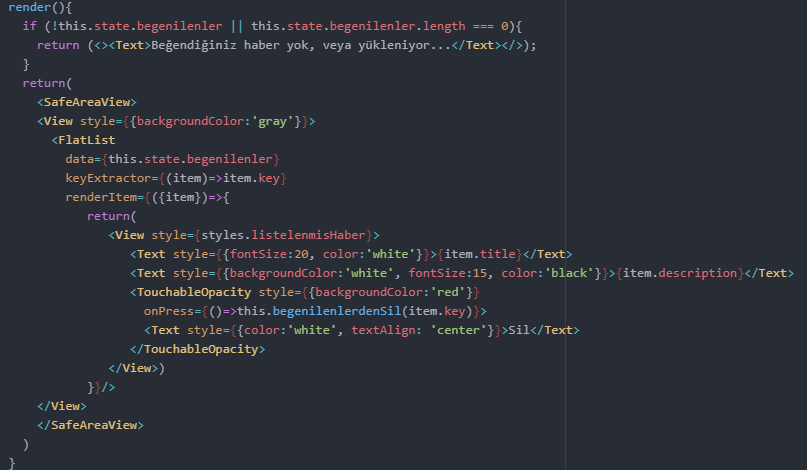 render(){
  if (!this.state.begenilenler || this.state.begenilenler.length === 0){
    return (<><Text>Beğendiğiniz haber yok, veya yükleniyor...</Text></>);
  }
  return(
    <SafeAreaView>
    <View style={{backgroundColor:'gray'}}>
      <FlatList
        data={this.state.begenilenler}
        keyExtractor={(item)=>item.key}
        renderItem={({item})=>{
           return(
              <View style={styles.listelenmisHaber}>
                 <Text style={{fontSize:20, color:'white'}}>{item.title}</Text>
                 <Text style={{backgroundColor:'white', fontSize:15, color:'black'}}>{item.description}</Text>
                 <TouchableOpacity style={{backgroundColor:'red'}}
                   onPress={()=>this.begenilenlerdenSil(item.key)}>
                   <Text style={{color:'white', textAlign: 'center'}}>Sil</Text>
                 </TouchableOpacity>
              </View>)
           }}/>
    </View>
    </SafeAreaView>
  )
}